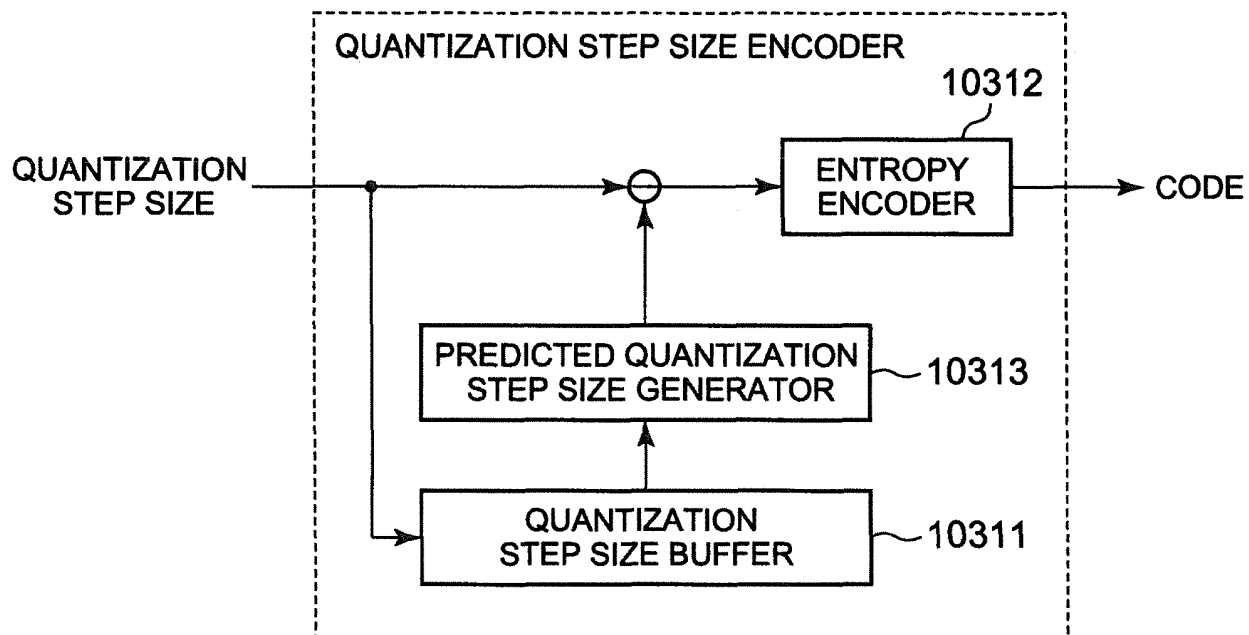 QUANTIZATION STEP SIZE ENCODER
10312
QUANTIZATION
STEP SIZE
ENTROPY
ENCODER
CODE
PREDICTED QUANTIZATION
STEP SIZE GENERATOR
10313
QUANTIZATION
STEP SIZE BUFFER
10311